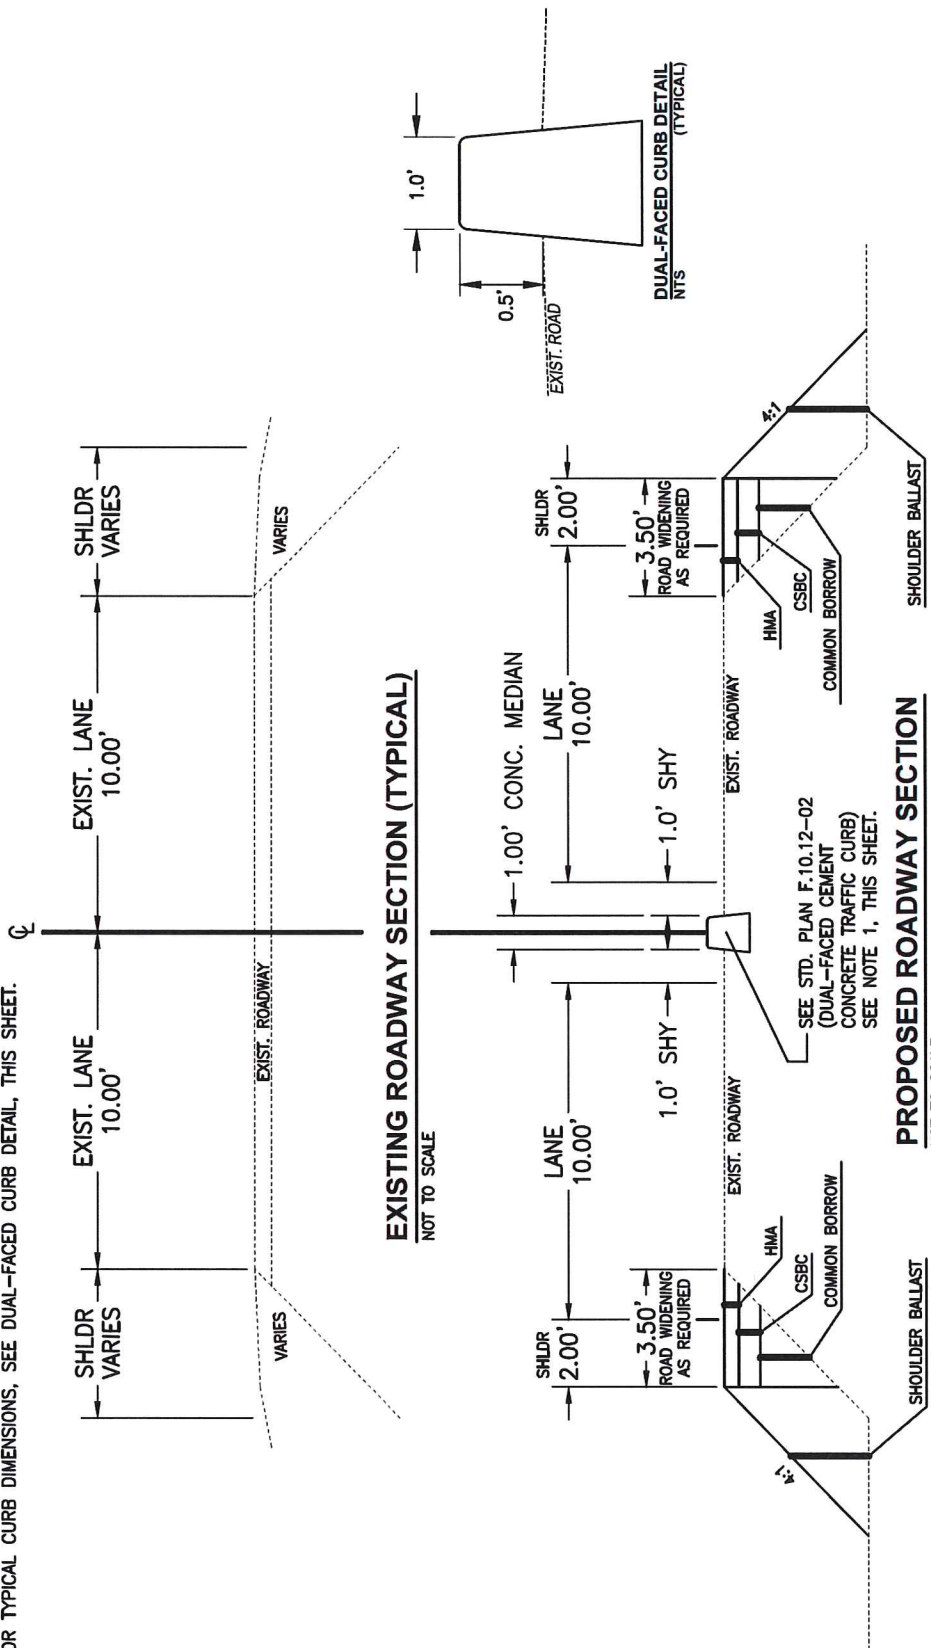 OR TYPICAL CURB DIMENSIONS, SEE DUAL-FACED CURB DETAIL, THIS SHEET.
℄
SHLDR
VARIES
EXIST. LANE
10.00'
EXIST. LANE
10.00'
SHLDR
VARIES
VARIES
EXIST. ROADWAY
VARIES
EXISTING ROADWAY SECTION (TYPICAL)
NOT TO SCALE
1.0'
0.5'
EXIST. ROAD
DUAL-FACED CURB DETAIL
NTS
(TYPICAL)
1.00' CONC. MEDIAN
SHLDR
2.00'
LANE
10.00'
LANE
10.00'
SHLDR
2.00'
3.50'
ROAD WIDENING
AS REQUIRED
1.0' SHY
1.0' SHY
3.50'
ROAD WIDENING
AS REQUIRED
4:1
EXIST. ROADWAY
EXIST. ROADWAY
4:1
HMA
CSBC
COMMON BORROW
SHOULDER BALLAST
SEE STD. PLAN F.10.12-02
(DUAL-FACED CEMENT
CONCRETE TRAFFIC CURB)
SEE NOTE 1, THIS SHEET.
HMA
CSBC
COMMON BORROW
SHOULDER BALLAST
PROPOSED ROADWAY SECTION